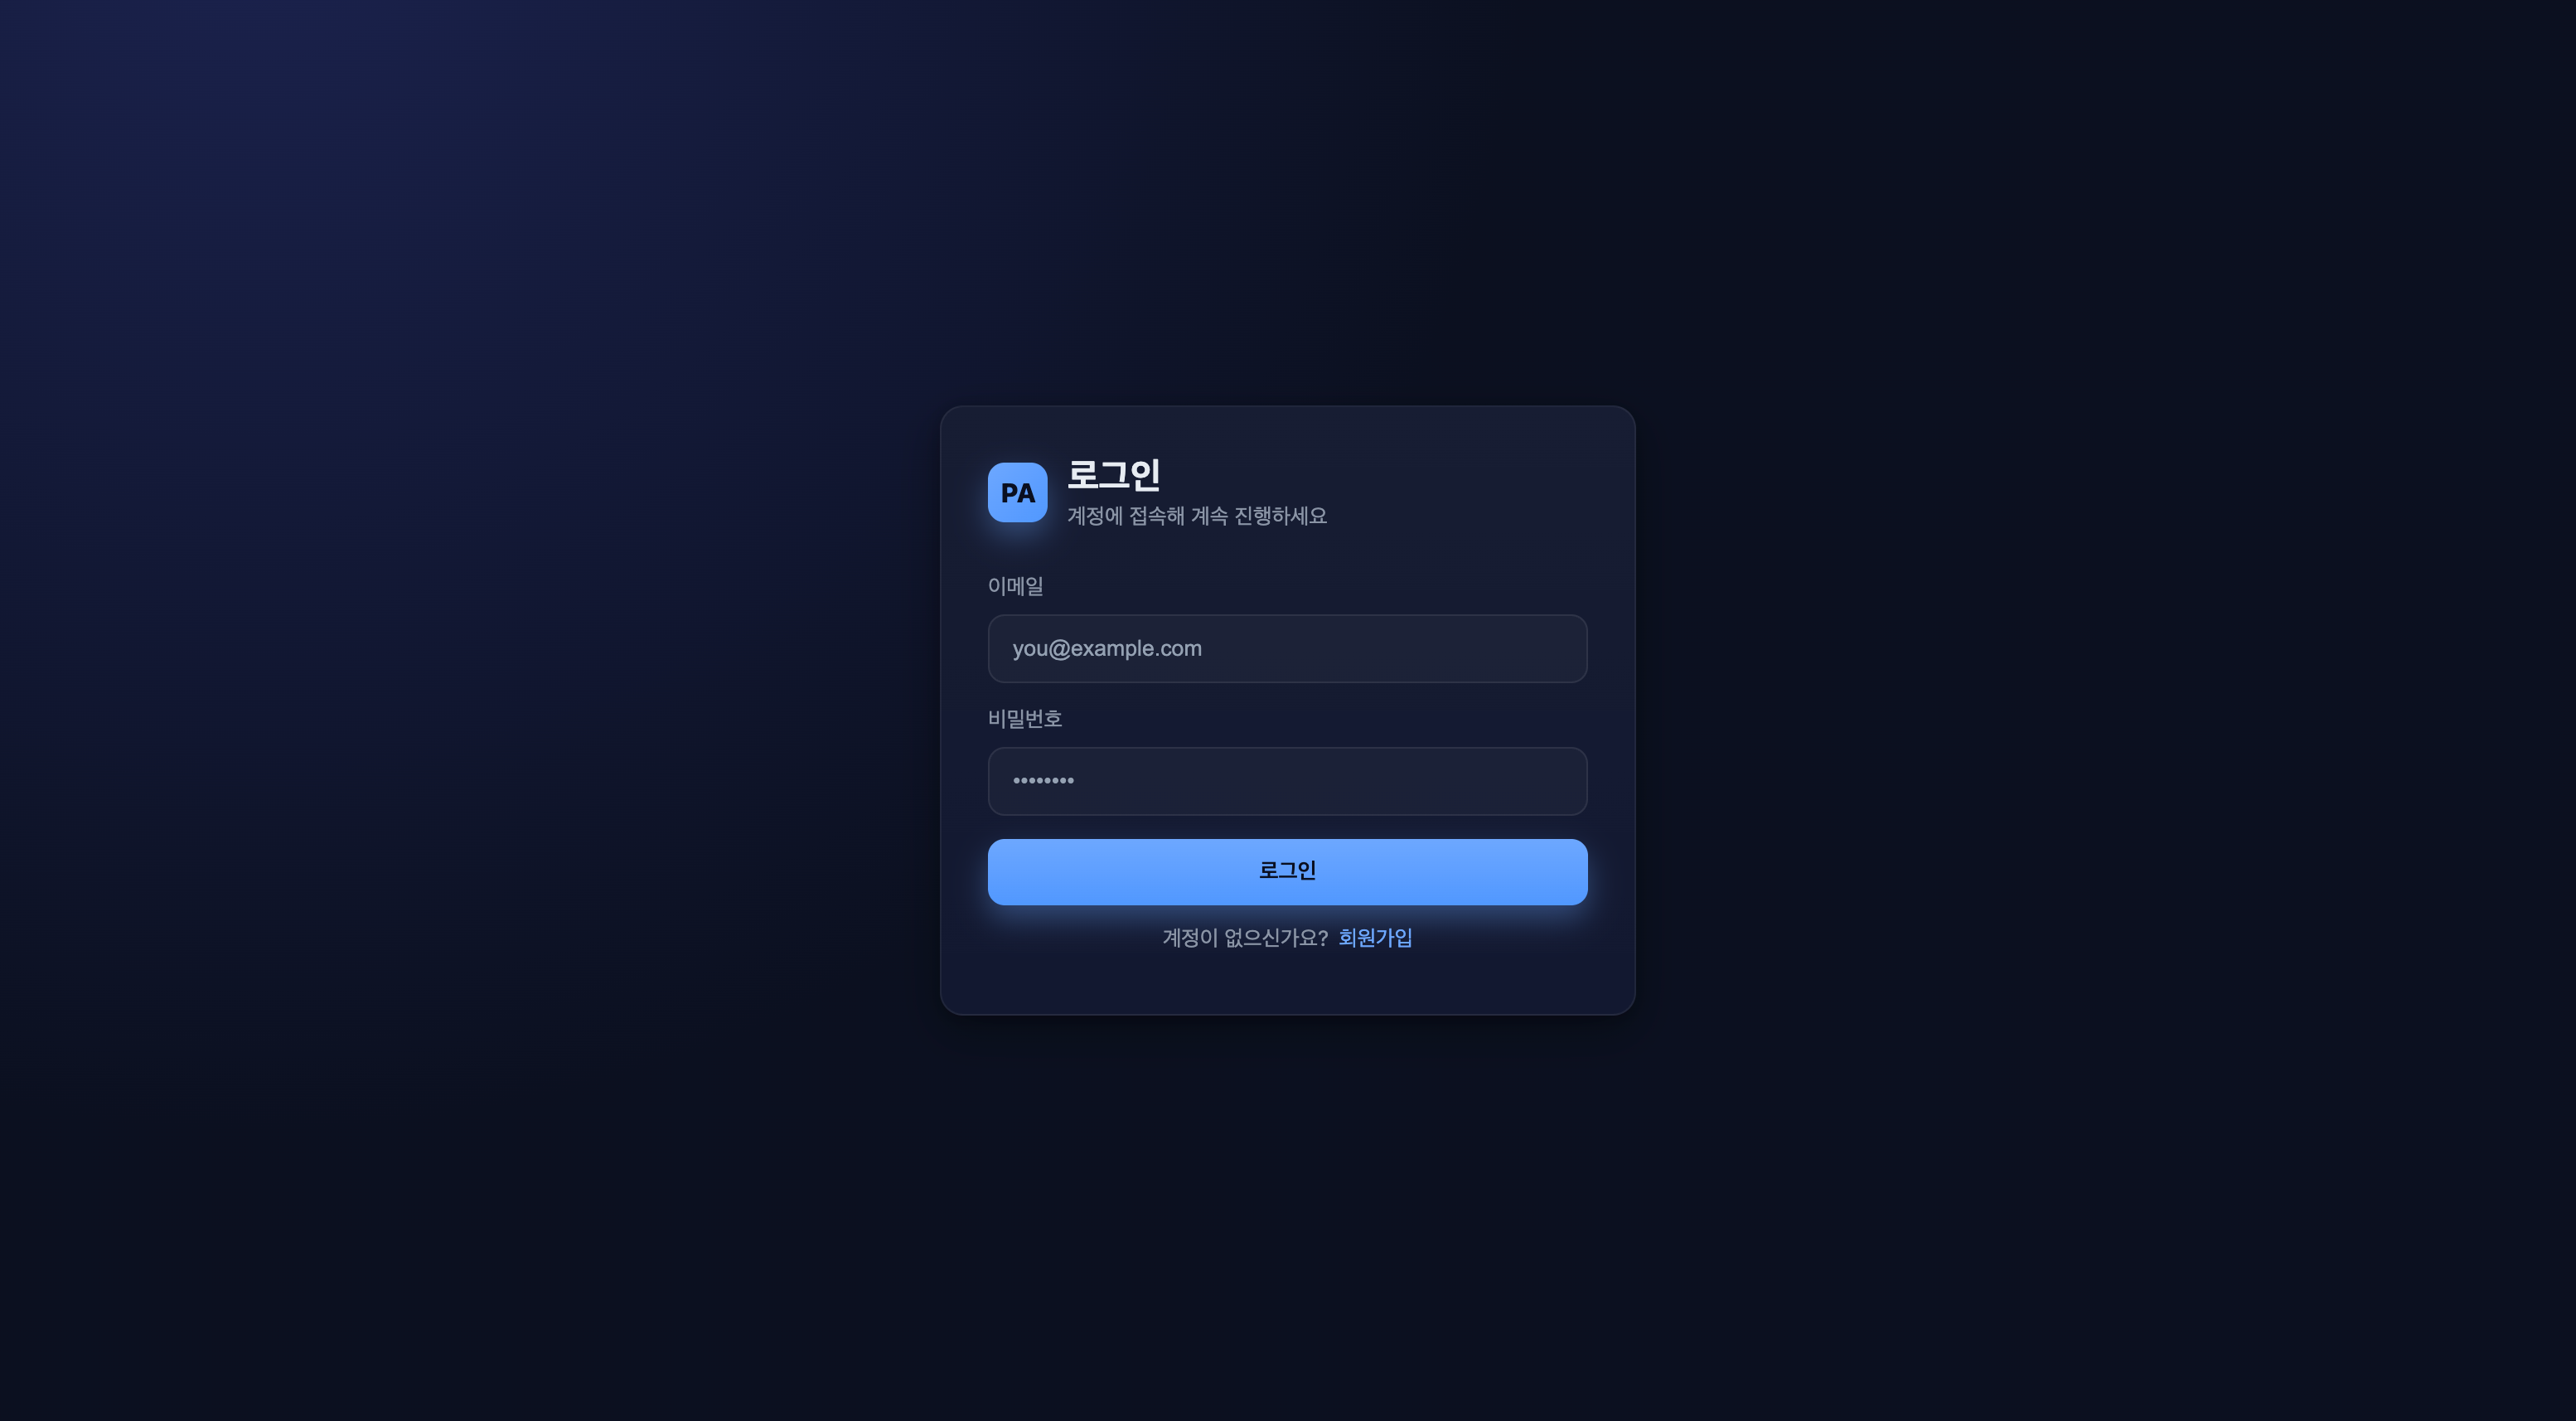 PA
로그인
계정에 접속해 계속 진행하세요
이메일
you@example.com
비밀번호
••••••••
로그인
계정이 없으신가요? 회원가입